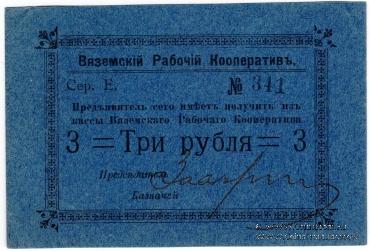 Вяземскій Рабочій Кооперативъ.
Сер. Е. № 341
Предъявитель сего имѣетъ получить изъ
кассы Вяземскаго Рабочаго Кооператива
3 = Три рубля = 3
Предсѣдатель
Казначей